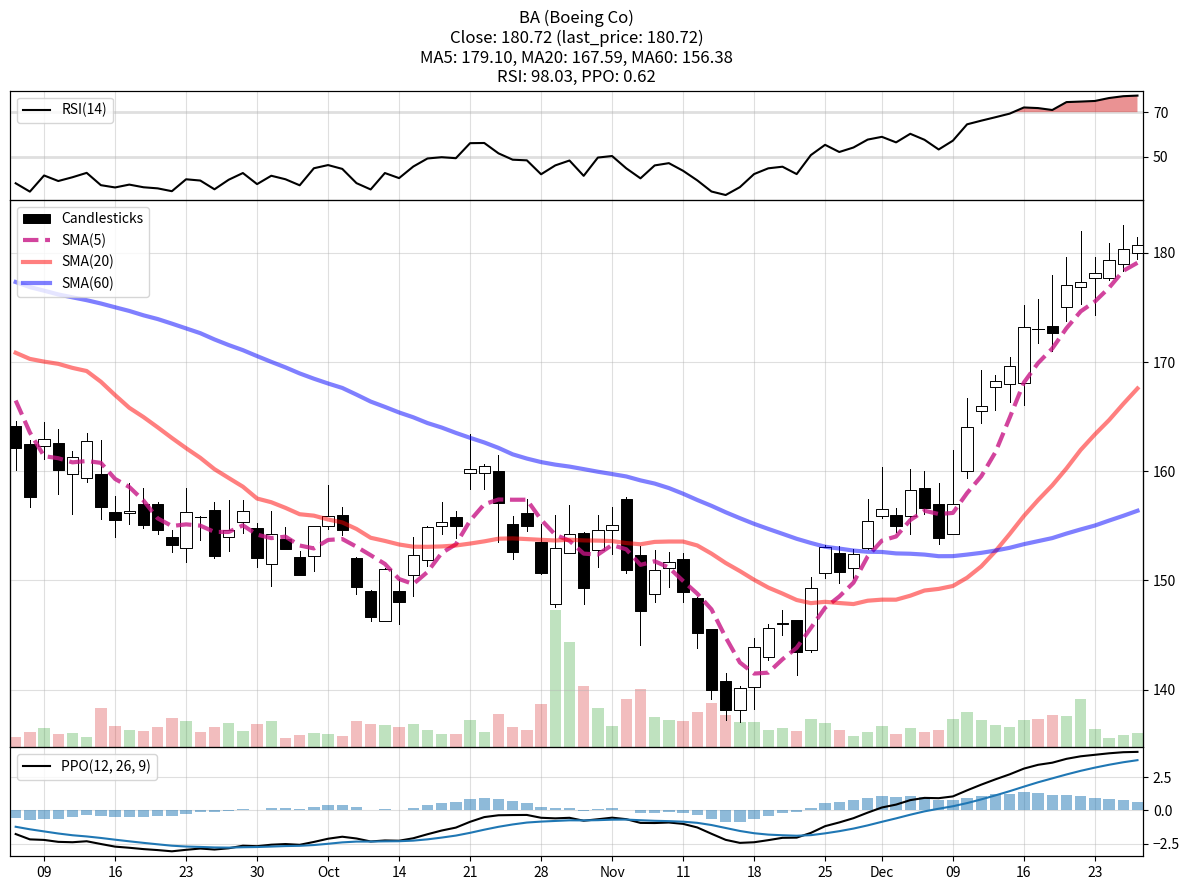 BA (Boeing Co)
Close: 180.72 (last_price: 180.72)
MA5: 179.10, MA20: 167.59, MA60: 156.38
RSI: 98.03, PPO: 0.62
RSI(14)
70
50
Candlesticks
SMA(5)
SMA(20)
SMA(60)
180
170
160
150
140
PPO(12, 26, 9)
2.5
0.0
−2.5
09 16 23 30 Oct 14 21 28 Nov 11 18 25 Dec 09 16 23